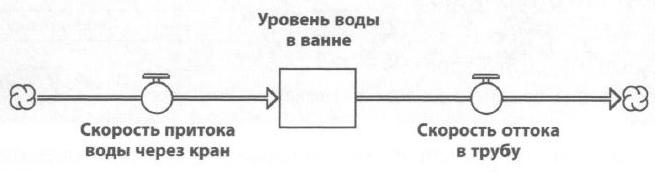 Уровень воды
в ванне
Скорость притока
воды через кран
Скорость оттока
в трубу